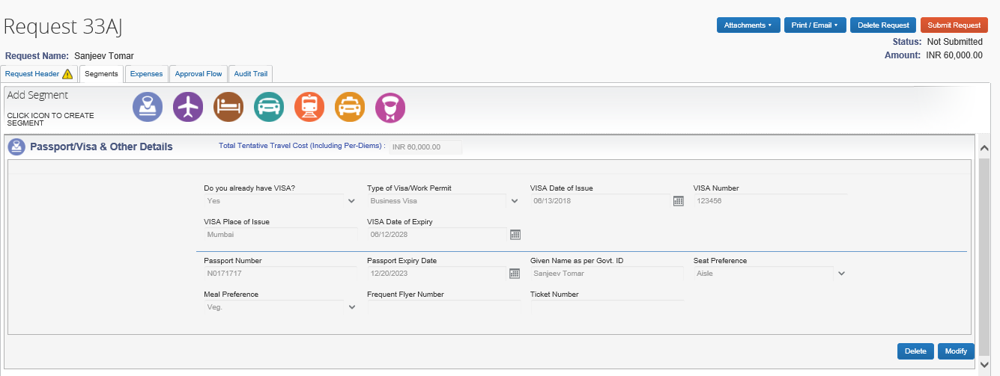 Request 33AJ
Attachments Print / Email Delete Request Submit Request
Status: Not Submitted
Request Name: Sanjeev Tomar Amount: INR 60,000.00
Request Header Segments Expenses Approval Flow Audit Trail
Add Segment
CLICK ICON TO CREATE
SEGMENT
Passport/Visa & Other Details Total Tentative Travel Cost (Including Per-Diems) : INR 60,000.00
Do you already have VISA? Type of Visa/Work Permit VISA Date of Issue VISA Number
Yes Business Visa 06/13/2018 123456
VISA Place of Issue VISA Date of Expiry
Mumbai 06/12/2028
Passport Number Passport Expiry Date Given Name as per Govt. ID Seat Preference
N0171717 12/20/2023 Sanjeev Tomar Aisle
Meal Preference Frequent Flyer Number Ticket Number
Veg.
Delete Modify